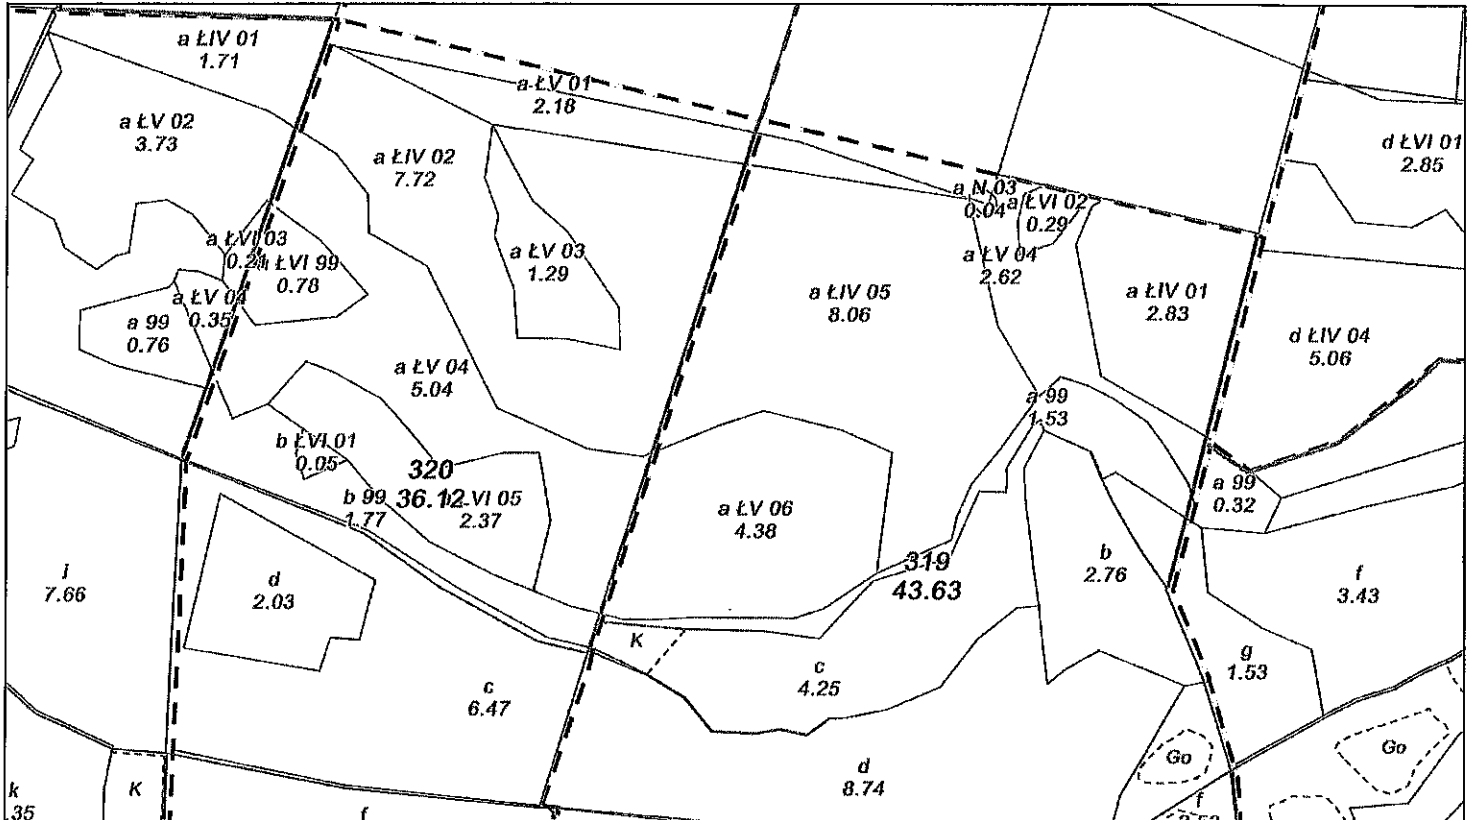 a ŁIV 01
1.71
a ŁV 01
2.18
a ŁV 02
3.73
a ŁIV 02
7.72
d ŁVI 01
2.85
a N 03
0.04
a ŁVI 02
0.29
a ŁVI 03
0.21
ŁVI 99
0.78
a ŁV 03
1.29
a ŁV 04
2.62
a ŁIV 05
8.06
a ŁIV 01
2.83
a ŁV 04
0.35
a 99
0.76
d ŁIV 04
5.06
a ŁV 04
5.04
a 99
1.53
b ŁVI 01
0.05
320
36.12
b 99
1.77
ŁVI 05
2.37
a ŁV 06
4.38
a 99
0.32
319
43.63
b
2.76
7.66
d
2.03
f
3.43
K
c
4.25
g
1.53
c
6.47
Go
Go
d
8.74
k
.35
K
f
f